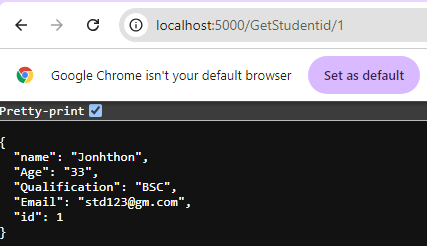 localhost:5000/GetStudentid/1
Google Chrome isn't your default browser Set as default
Pretty-print
{
  "name": "Jonhthon",
  "Age": "33",
  "Qualification": "BSC",
  "Email": "std123@gm.com",
  "id": 1
}